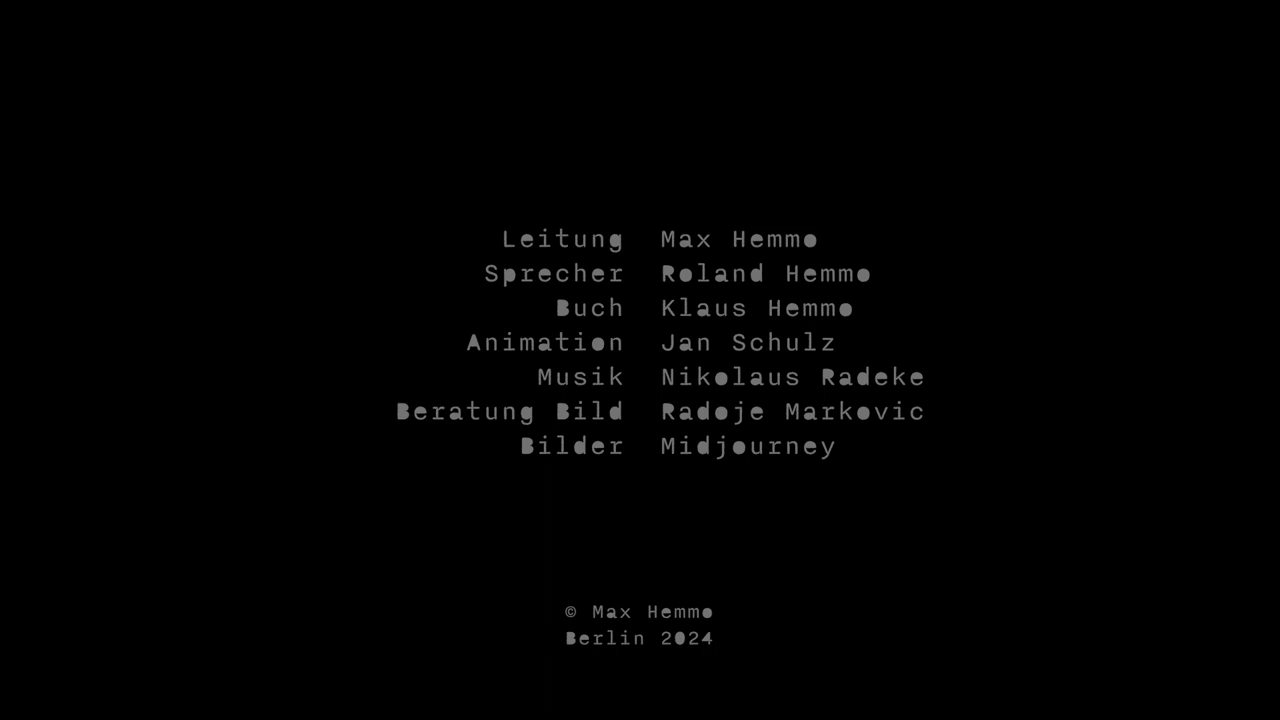 Leitung Max Hemmo
Sprecher Roland Hemmo
Buch Klaus Hemmo
Animation Jan Schulz
Musik Nikolaus Radeke
Beratung Bild Radoje Markovic
Bilder Midjourney
© Max Hemmo
Berlin 2024